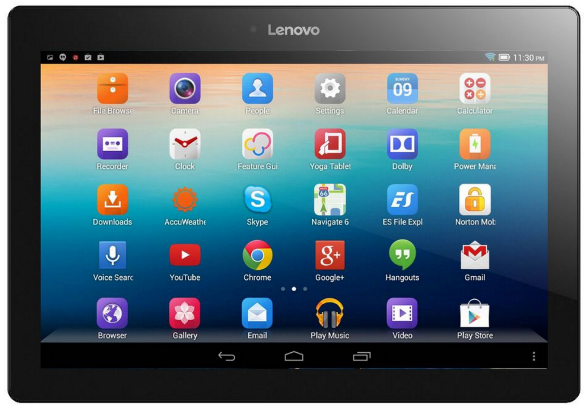 Lenovo
11:30 PM
File Browse
Camera
People
Settings
SUNDAY
09
Calendar
Calculator
Recorder
Clock
Feature Gui
Yoga Tablet
Dolby
Power Mana
Downloads
AccuWeathe
Skype
Navigate 6
ES File Expl
Norton Mob
Voice Searc
YouTube
Chrome
Google+
Hangouts
Gmail
Browser
Gallery
Email
Play Music
Video
Play Store